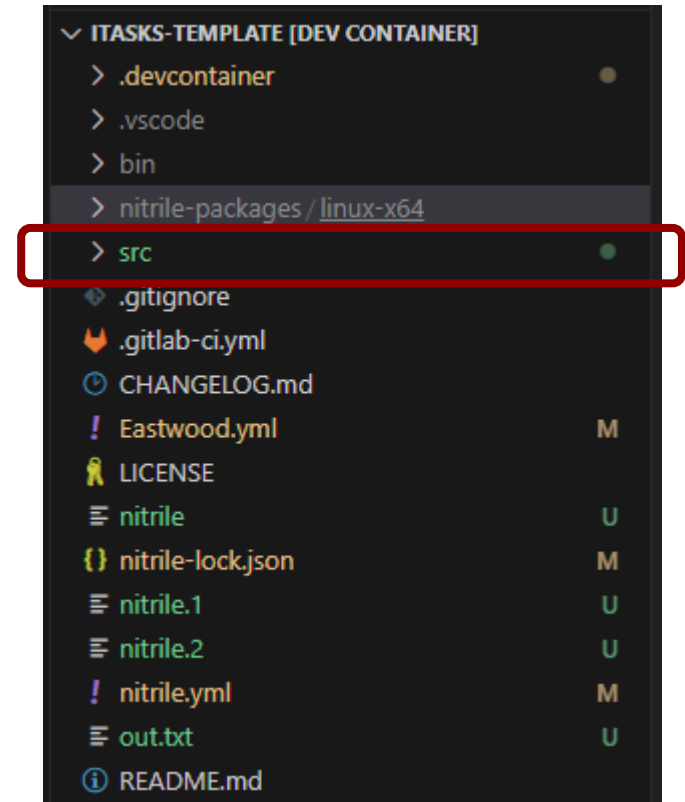 ITASKS-TEMPLATE [DEV CONTAINER]
.devcontainer
.vscode
bin
nitrile-packages / linux-x64
src
.gitignore
.gitlab-ci.yml
CHANGELOG.md
! Eastwood.yml M
LICENSE
nitrile U
{} nitrile-lock.json M
nitrile.1 U
nitrile.2 U
! nitrile.yml M
out.txt U
README.md